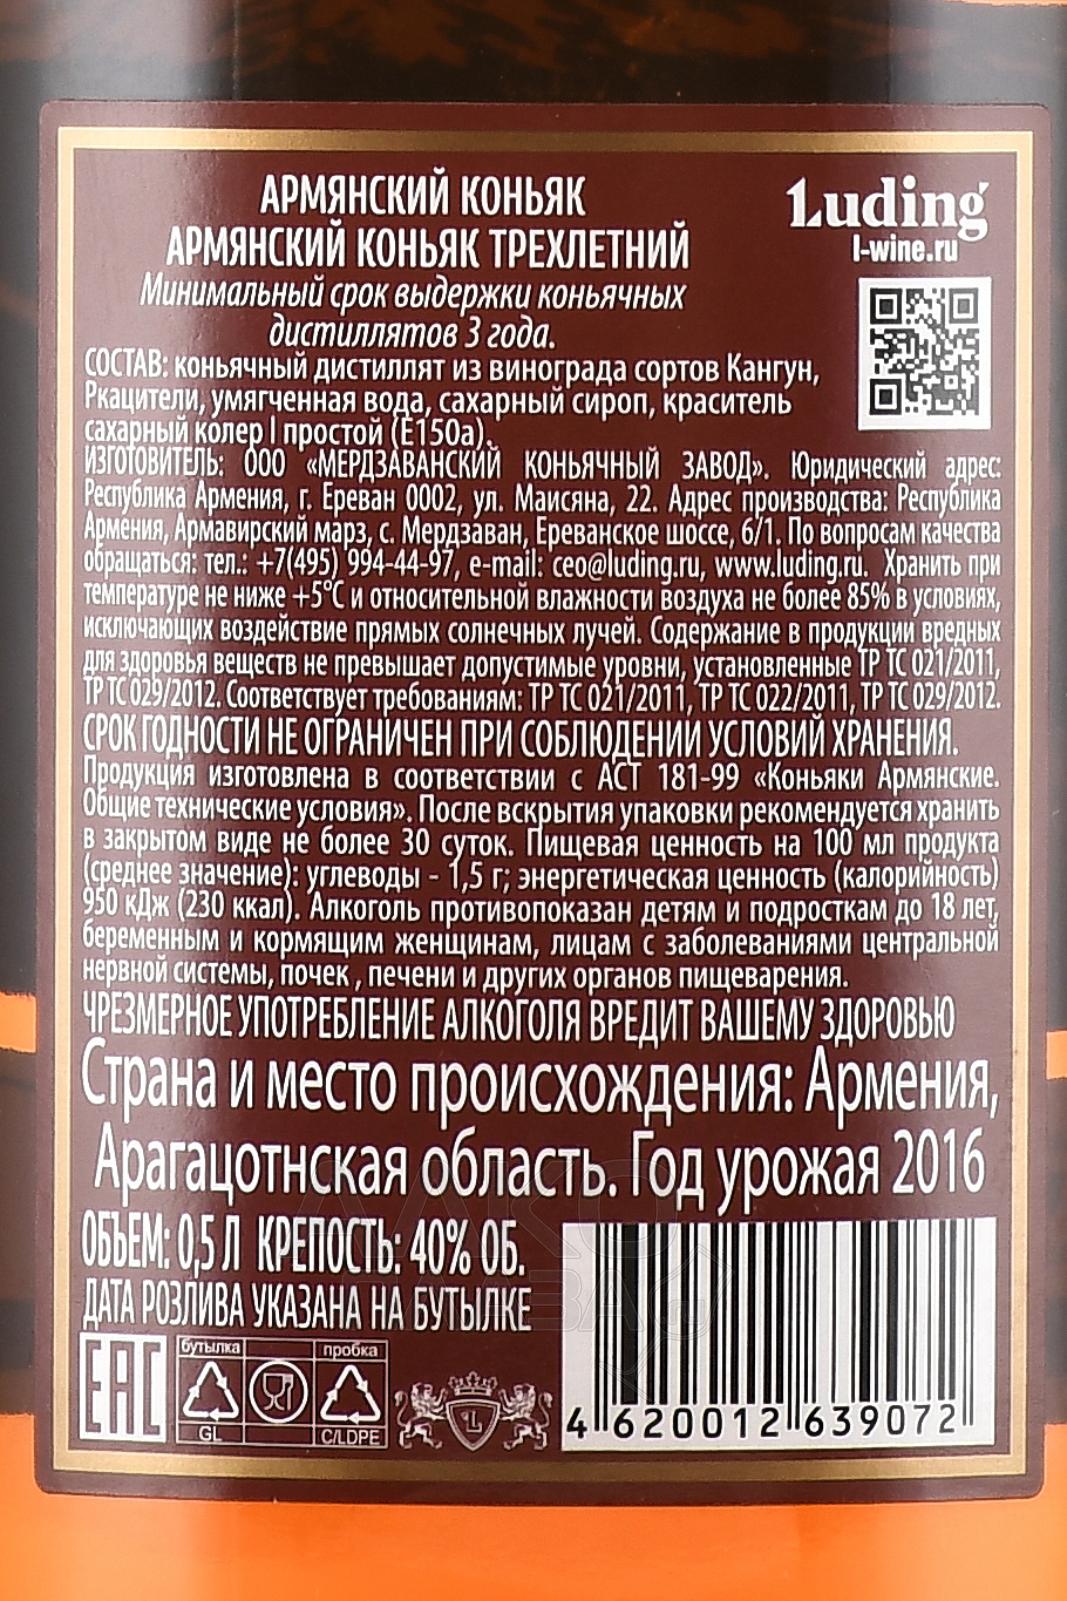 АРМЯНСКИЙ КОНЬЯК
АРМЯНСКИЙ КОНЬЯК ТРЕХЛЕТНИЙ
Минимальный срок выдержки коньячных
дистиллятов 3 года.
Luding
l-wine.ru
СОСТАВ: коньячный дистиллят из винограда сортов Кангун,
Ркацители, умягченная вода, сахарный сироп, краситель
сахарный колер I простой (Е150а).
ИЗГОТОВИТЕЛЬ: ООО «МЕРДЗАВАНСКИЙ КОНЬЯЧНЫЙ ЗАВОД». Юридический адрес:
Республика Армения, г. Ереван 0002, ул. Маисяна, 22. Адрес производства: Республика
Армения, Армавирский марз, с. Мердзаван, Ереванское шоссе, 6/1. По вопросам качества
обращаться: тел.: +7(495) 994-44-97, e-mail: ceo@luding.ru, www.luding.ru. Хранить при
температуре не ниже +5°С и относительной влажности воздуха не более 85% в условиях,
исключающих воздействие прямых солнечных лучей. Содержание в продукции вредных
для здоровья веществ не превышает допустимые уровни, установленные ТР ТС 021/2011,
ТР ТС 029/2012. Соответствует требованиям: ТР ТС 021/2011, ТР ТС 022/2011, ТР ТС 029/2012.
СРОК ГОДНОСТИ НЕ ОГРАНИЧЕН ПРИ СОБЛЮДЕНИИ УСЛОВИЙ ХРАНЕНИЯ.
Продукция изготовлена в соответствии с АСТ 181-99 «Коньяки Армянские.
Общие технические условия». После вскрытия упаковки рекомендуется хранить
в закрытом виде не более 30 суток. Пищевая ценность на 100 мл продукта
(среднее значение): углеводы - 1,5 г; энергетическая ценность (калорийность)
950 кДж (230 ккал). Алкоголь противопоказан детям и подросткам до 18 лет,
беременным и кормящим женщинам, лицам с заболеваниями центральной
нервной системы, почек , печени и других органов пищеварения.
ЧРЕЗМЕРНОЕ УПОТРЕБЛЕНИЕ АЛКОГОЛЯ ВРЕДИТ ВАШЕМУ ЗДОРОВЬЮ
Страна и место происхождения: Армения,
Арагацотнская область. Год урожая 2016
ОБЪЕМ: 0,5 Л КРЕПОСТЬ: 40% ОБ.
ДАТА РОЗЛИВА УКАЗАНА НА БУТЫЛКЕ
ЕАС
бутылка
GL
пробка
C/LDPE
L
4 620012 639072